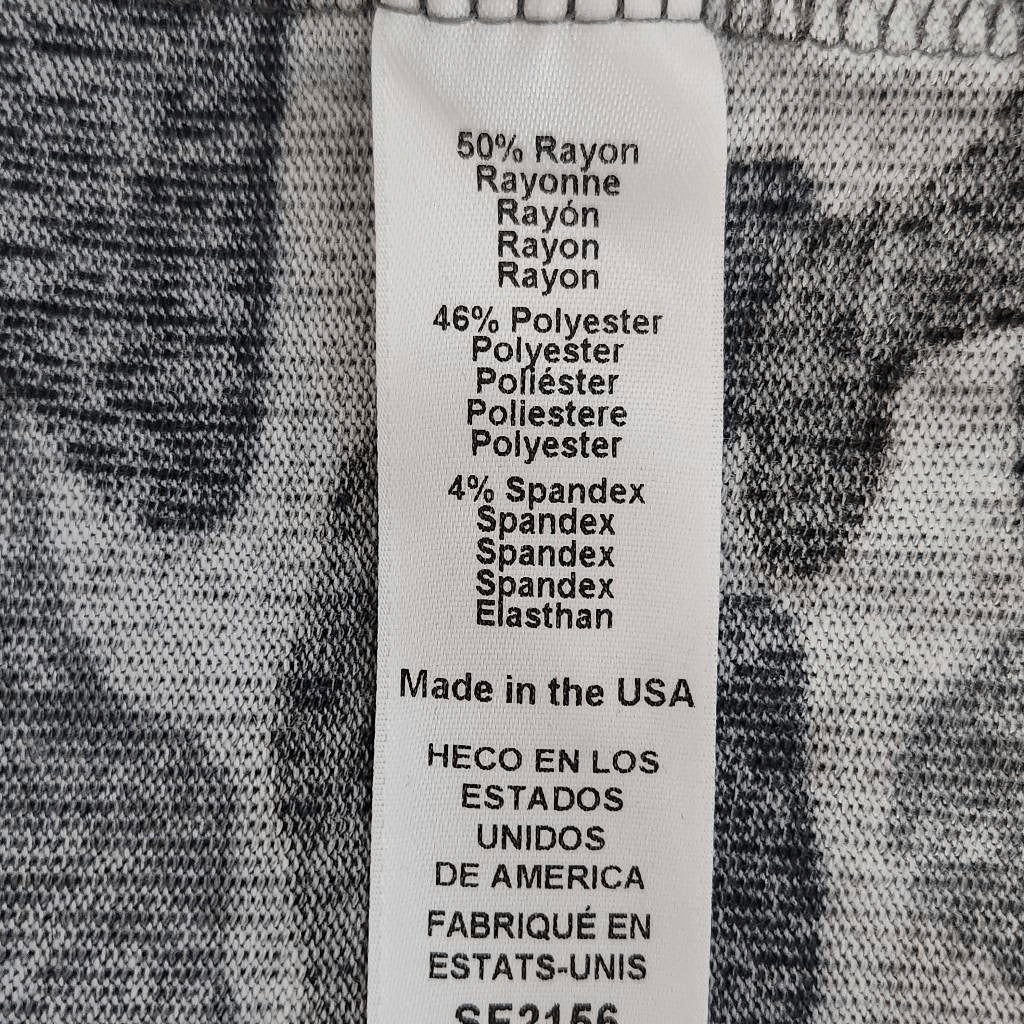 50% Rayon
Rayonne
Rayón
Rayon
Rayon
46% Polyester
Polyester
Poliéster
Poliestere
Polyester
4% Spandex
Spandex
Spandex
Spandex
Elasthan
Made in the USA
HECO EN LOS
ESTADOS
UNIDOS
DE AMERICA
FABRIQUÉ EN
ESTATS-UNIS